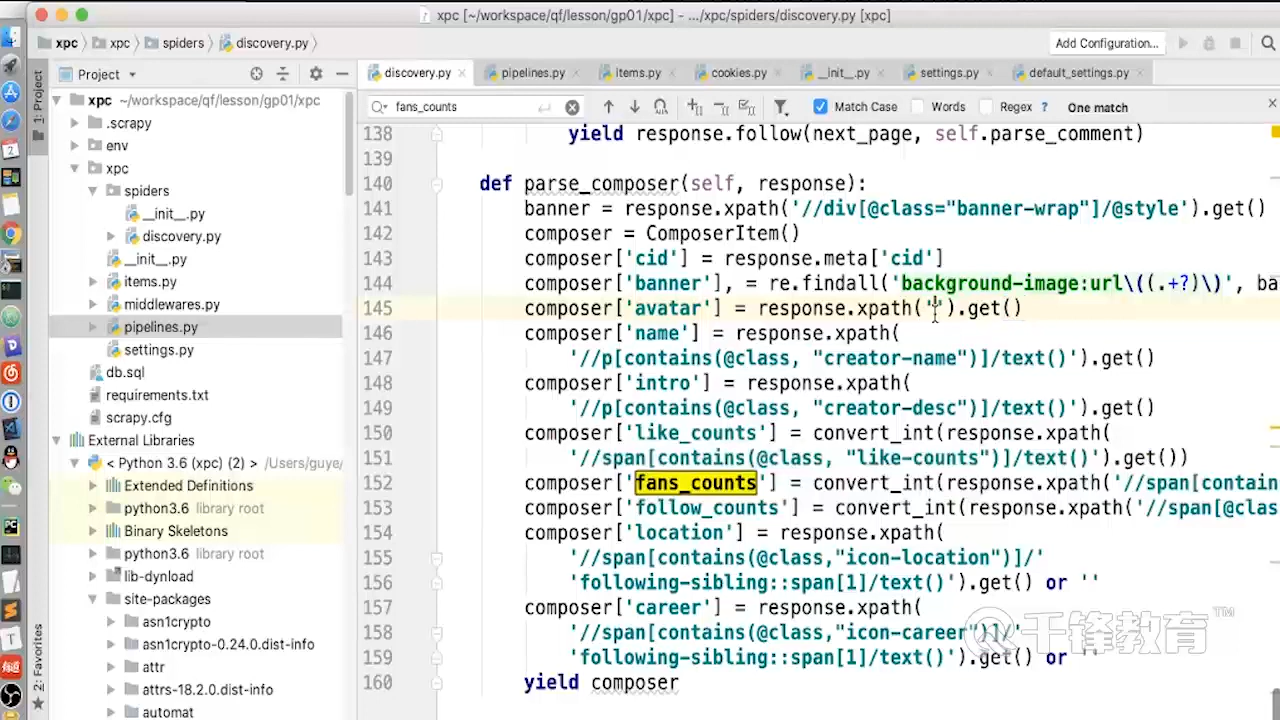 xpc [~/workspace/qf/lesson/gp01/xpc] - .../xpc/spiders/discovery.py [xpc]
xpc xpc spiders discovery.py Add Configuration...
Project discovery.py pipelines.py items.py cookies.py __init__.py settings.py default_settings.py
1: Project
xpc ~/workspace/qf/lesson/gp01/xpc
.scrapy
env
xpc
spiders
__init__.py
discovery.py
__init__.py
items.py
middlewares.py
pipelines.py
settings.py
db.sql
requirements.txt
scrapy.cfg
External Libraries
< Python 3.6 (xpc) (2) > /Users/guye/
Extended Definitions
python3.6 library root
Binary Skeletons
python3.6 library root
lib-dynload
site-packages
asn1crypto
asn1crypto-0.24.0.dist-info
attr
attrs-18.2.0.dist-info
automat
2: Favorites
fans_counts Match Case Words Regex ? One match
138 yield response.follow(next_page, self.parse_comment)
139
140 def parse_composer(self, response):
141 banner = response.xpath('//div[@class="banner-wrap"]/@style').get()
142 composer = ComposerItem()
143 composer['cid'] = response.meta['cid']
144 composer['banner'], = re.findall('background-image:url\((.+?)\)', ba
145 composer['avatar'] = response.xpath('').get()
146 composer['name'] = response.xpath(
147 '//p[contains(@class, "creator-name")]/text()').get()
148 composer['intro'] = response.xpath(
149 '//p[contains(@class, "creator-desc")]/text()').get()
150 composer['like_counts'] = convert_int(response.xpath(
151 '//span[contains(@class, "like-counts")]/text()').get())
152 composer['fans_counts'] = convert_int(response.xpath('//span[contain
153 composer['follow_counts'] = convert_int(response.xpath('//span[@clas
154 composer['location'] = response.xpath(
155 '//span[contains(@class,"icon-location")]/'
156 'following-sibling::span[1]/text()').get() or ''
157 composer['career'] = response.xpath(
158 '//span[contains(@class,"icon-career")]/'
159 'following-sibling::span[1]/text()').get() or ''
160 yield composer
千锋教育™